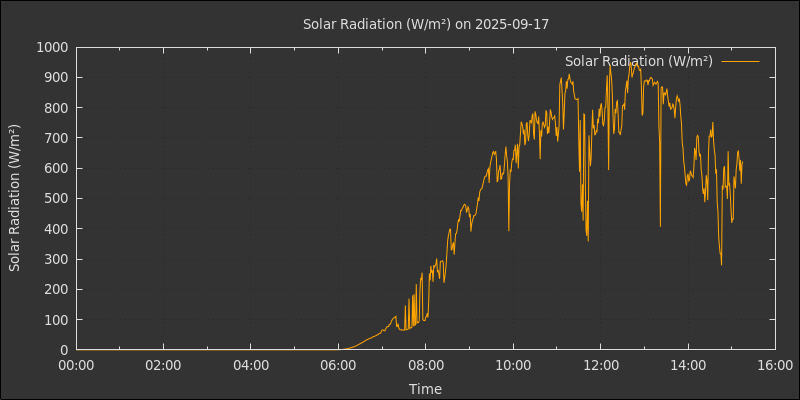 Solar Radiation (W/m²) on 2025-09-17
Solar Radiation (W/m²)
Solar Radiation (W/m²)
1000
900
800
700
600
500
400
300
200
100
0
00:00 02:00 04:00 06:00 08:00 10:00 12:00 14:00 16:00
Time